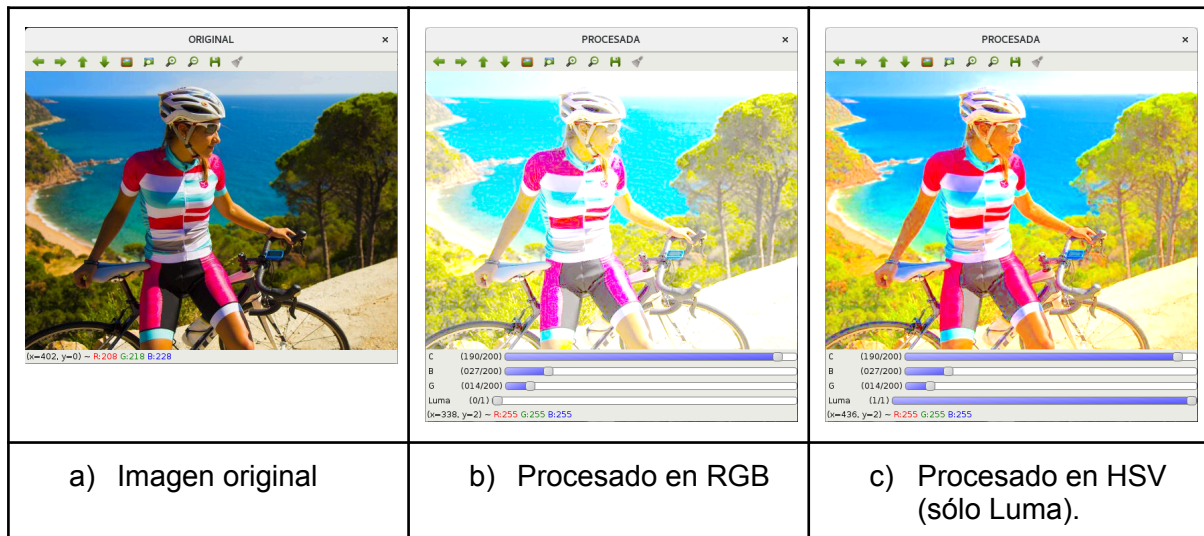 ORIGINAL ×
(x=402, y=0) ~ R:208 G:218 B:228
PROCESADA ×
C (190/200)
B (027/200)
G (014/200)
Luma (0/1)
(x=338, y=2) ~ R:255 G:255 B:255
PROCESADA ×
C (190/200)
B (027/200)
G (014/200)
Luma (1/1)
(x=436, y=2) ~ R:255 G:255 B:255
a) Imagen original
b) Procesado en RGB
c) Procesado en HSV
(sólo Luma).